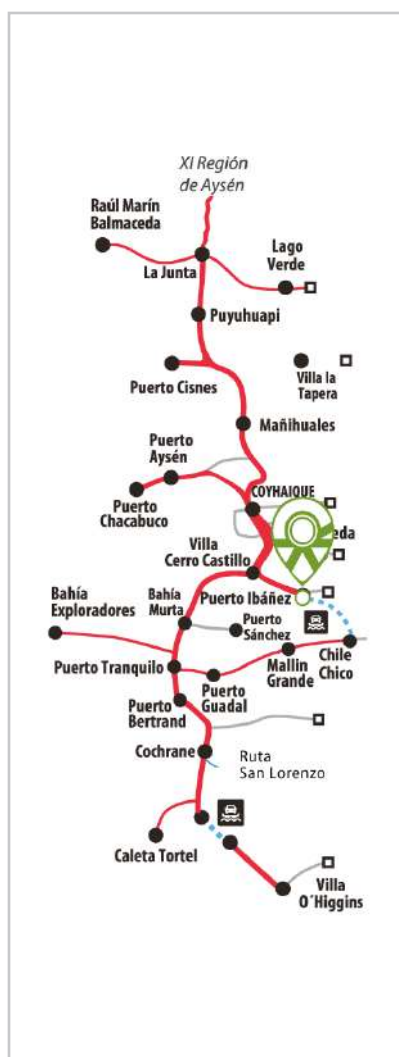 XI Región
de Aysén
Raúl Marín
Balmaceda
Lago
Verde
La Junta
Puyuhuapi
Villa la
Tapera
Puerto Cisnes
Mañihuales
Puerto
Aysén
COYHAIQUE
Puerto
Chacabuco
Villa
Cerro Castillo
Puerto Ibáñez
Bahía
Exploradores
Bahía
Murta
Puerto
Sánchez
Chile
Chico
Mallin
Grande
Puerto Tranquilo
Puerto
Guadal
Puerto
Bertrand
Cochrane
Ruta
San Lorenzo
Caleta Tortel
Villa
O´Higgins